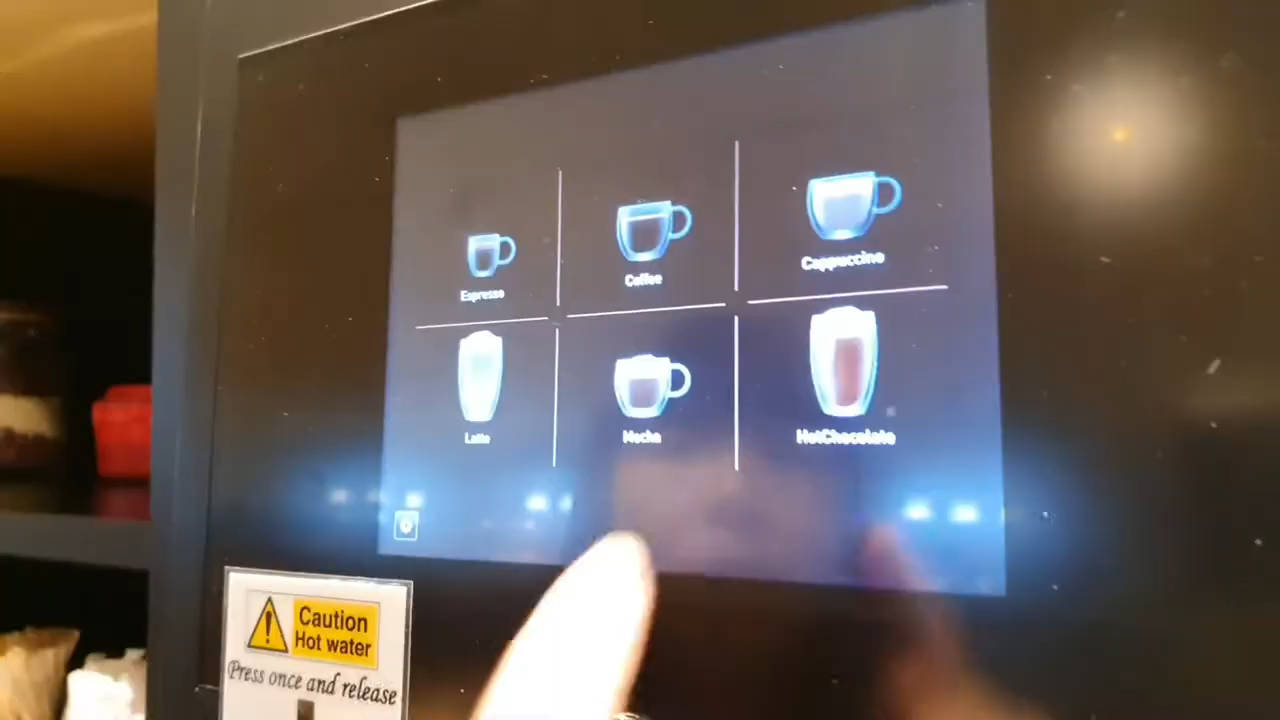 Espresso
Coffee
Cappuccino
Latte
Mocha
HotChocolate
Caution
Hot water
Press once and release